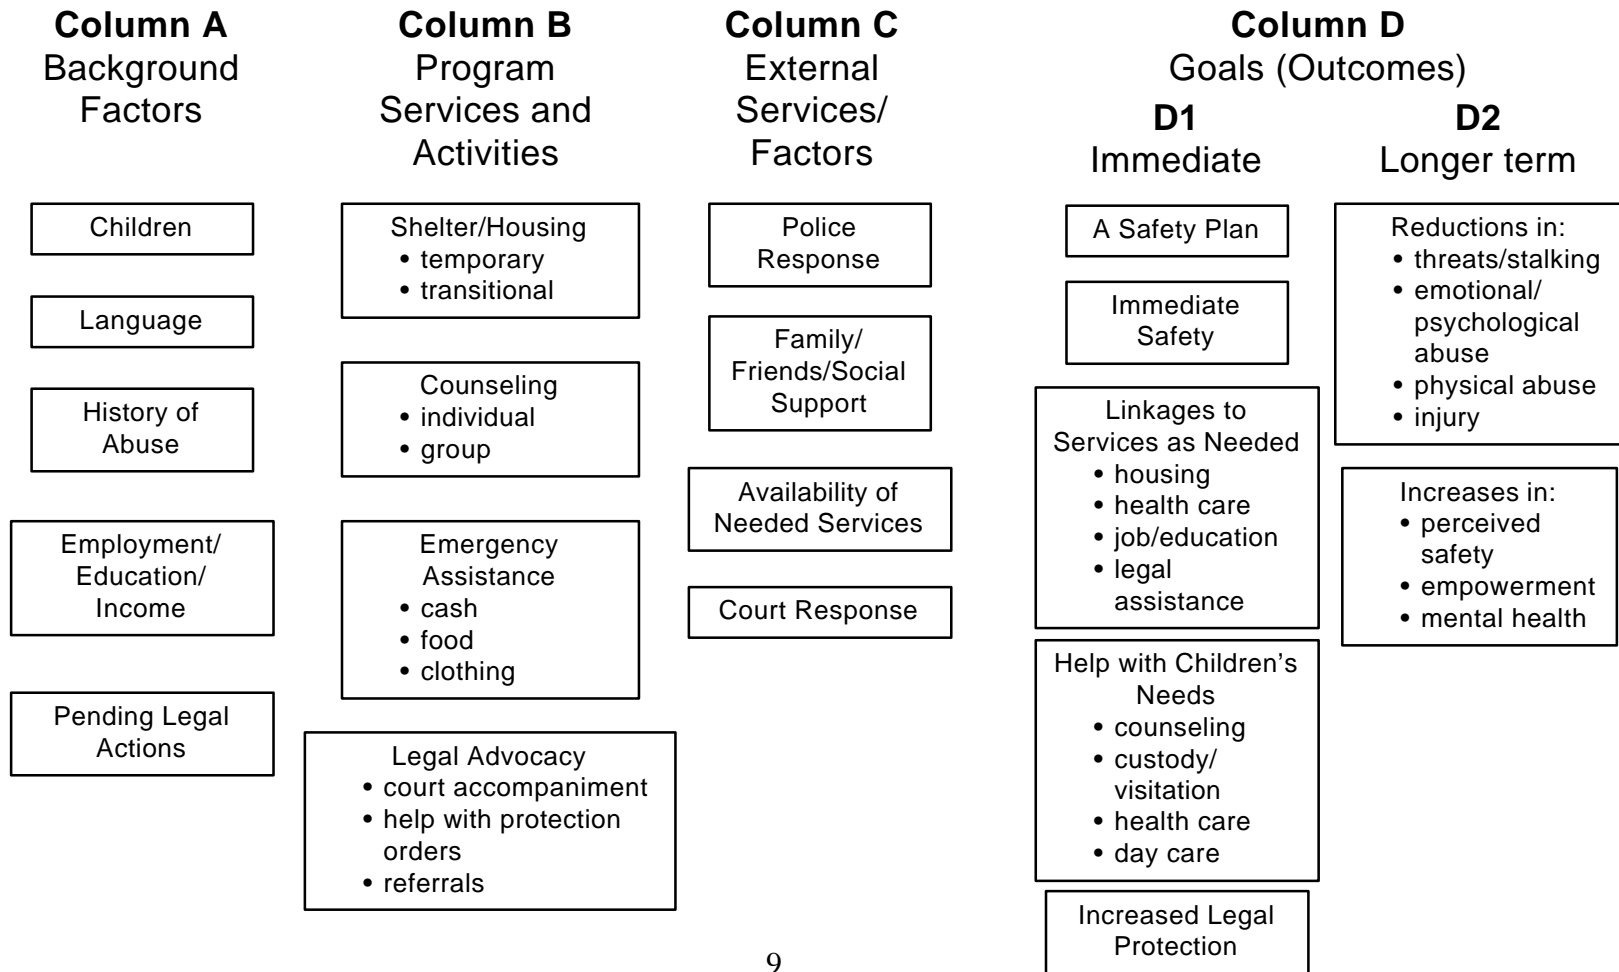 Column A
Background
Factors
Children
Language
History of
Abuse
Employment/
Education/
Income
Pending Legal
Actions
Column B
Program
Services and
Activities
Shelter/Housing
• temporary
• transitional
Counseling
• individual
• group
Emergency
Assistance
• cash
• food
• clothing
Legal Advocacy
• court accompaniment
• help with protection
orders
• referrals
Column C
External
Services/
Factors
Police
Response
Family/
Friends/Social
Support
Availability of
Needed Services
Court Response
Column D
Goals (Outcomes)
D1
Immediate
A Safety Plan
Immediate
Safety
Linkages to
Services as Needed
• housing
• health care
• job/education
• legal
assistance
Help with Children's
Needs
• counseling
• custody/
visitation
• health care
• day care
Increased Legal
Protection
D2
Longer term
Reductions in:
• threats/stalking
• emotional/
psychological
abuse
• physical abuse
• injury
Increases in:
• perceived
safety
• empowerment
• mental health
9